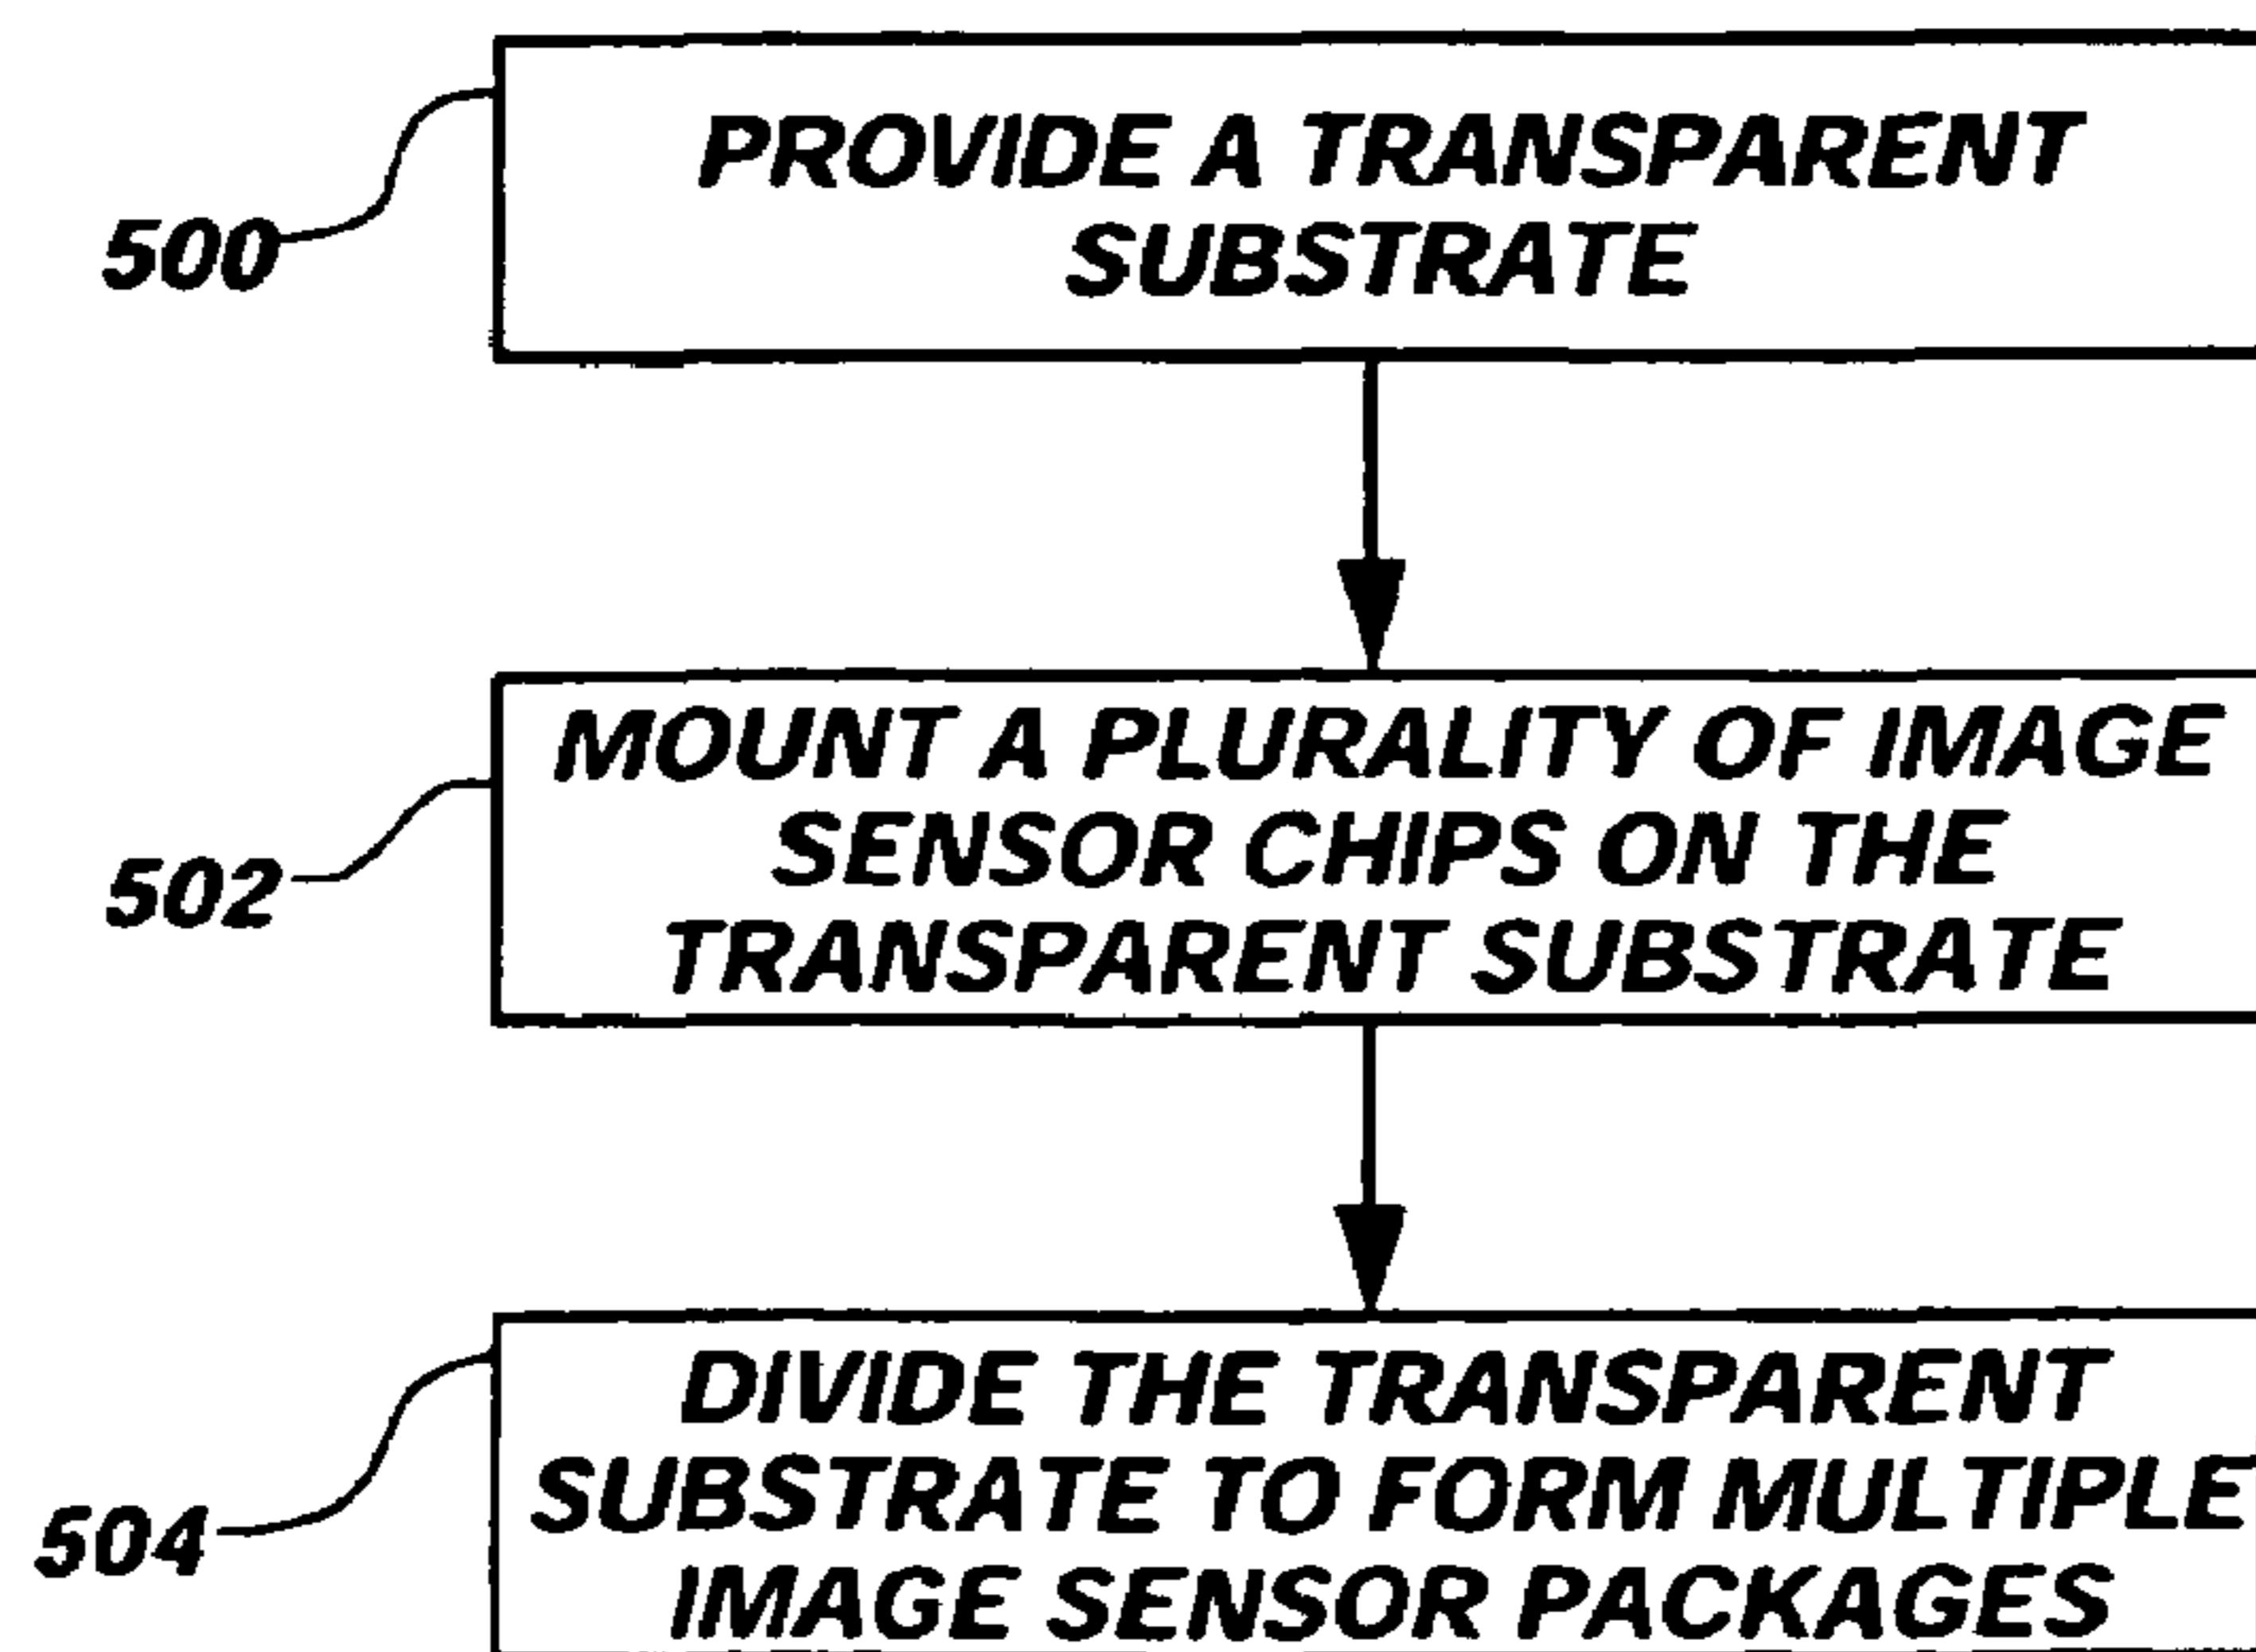 PROVIDE A TRANSPARENT
SUBSTRATE
500
MOUNT A PLURALITY OF IMAGE
SENSOR CHIPS ON THE
TRANSPARENT SUBSTRATE
502
DIVIDE THE TRANSPARENT
SUBSTRATE TO FORM MULTIPLE
IMAGE SENSOR PACKAGES
504